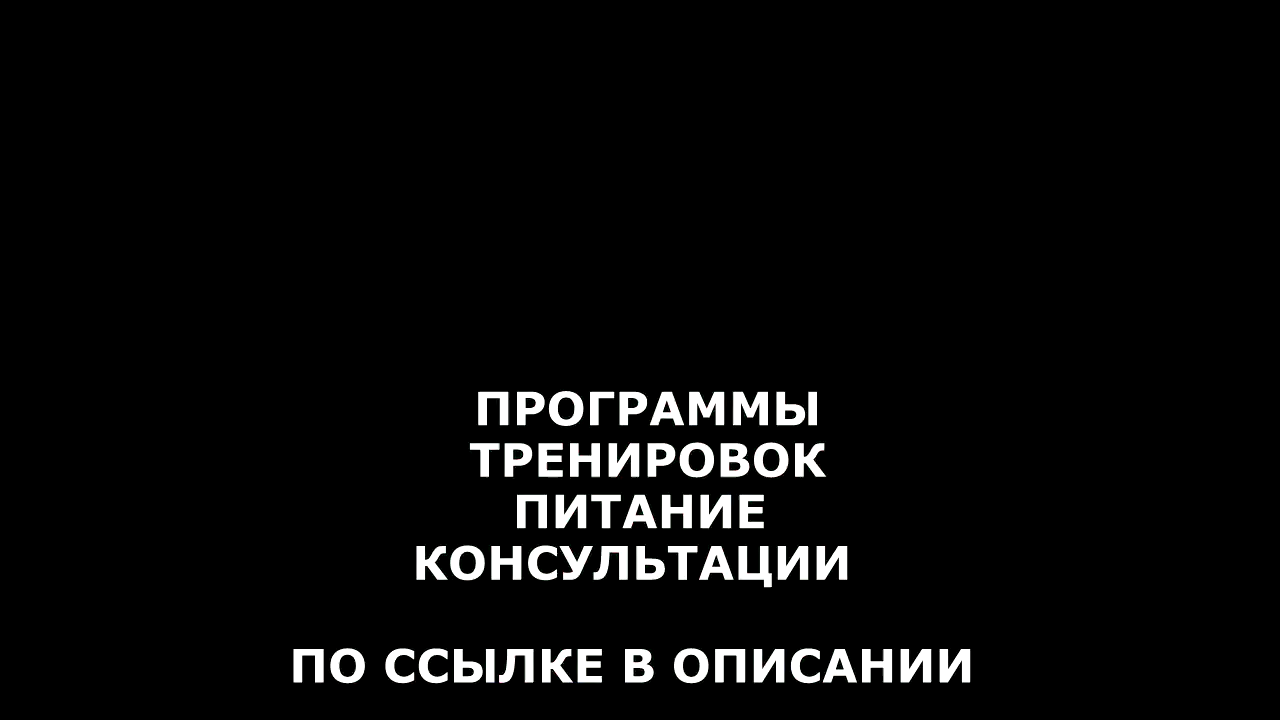 ПРОГРАММЫ
ТРЕНИРОВОК
ПИТАНИЕ
КОНСУЛЬТАЦИИ
ПО ССЫЛКЕ В ОПИСАНИИ